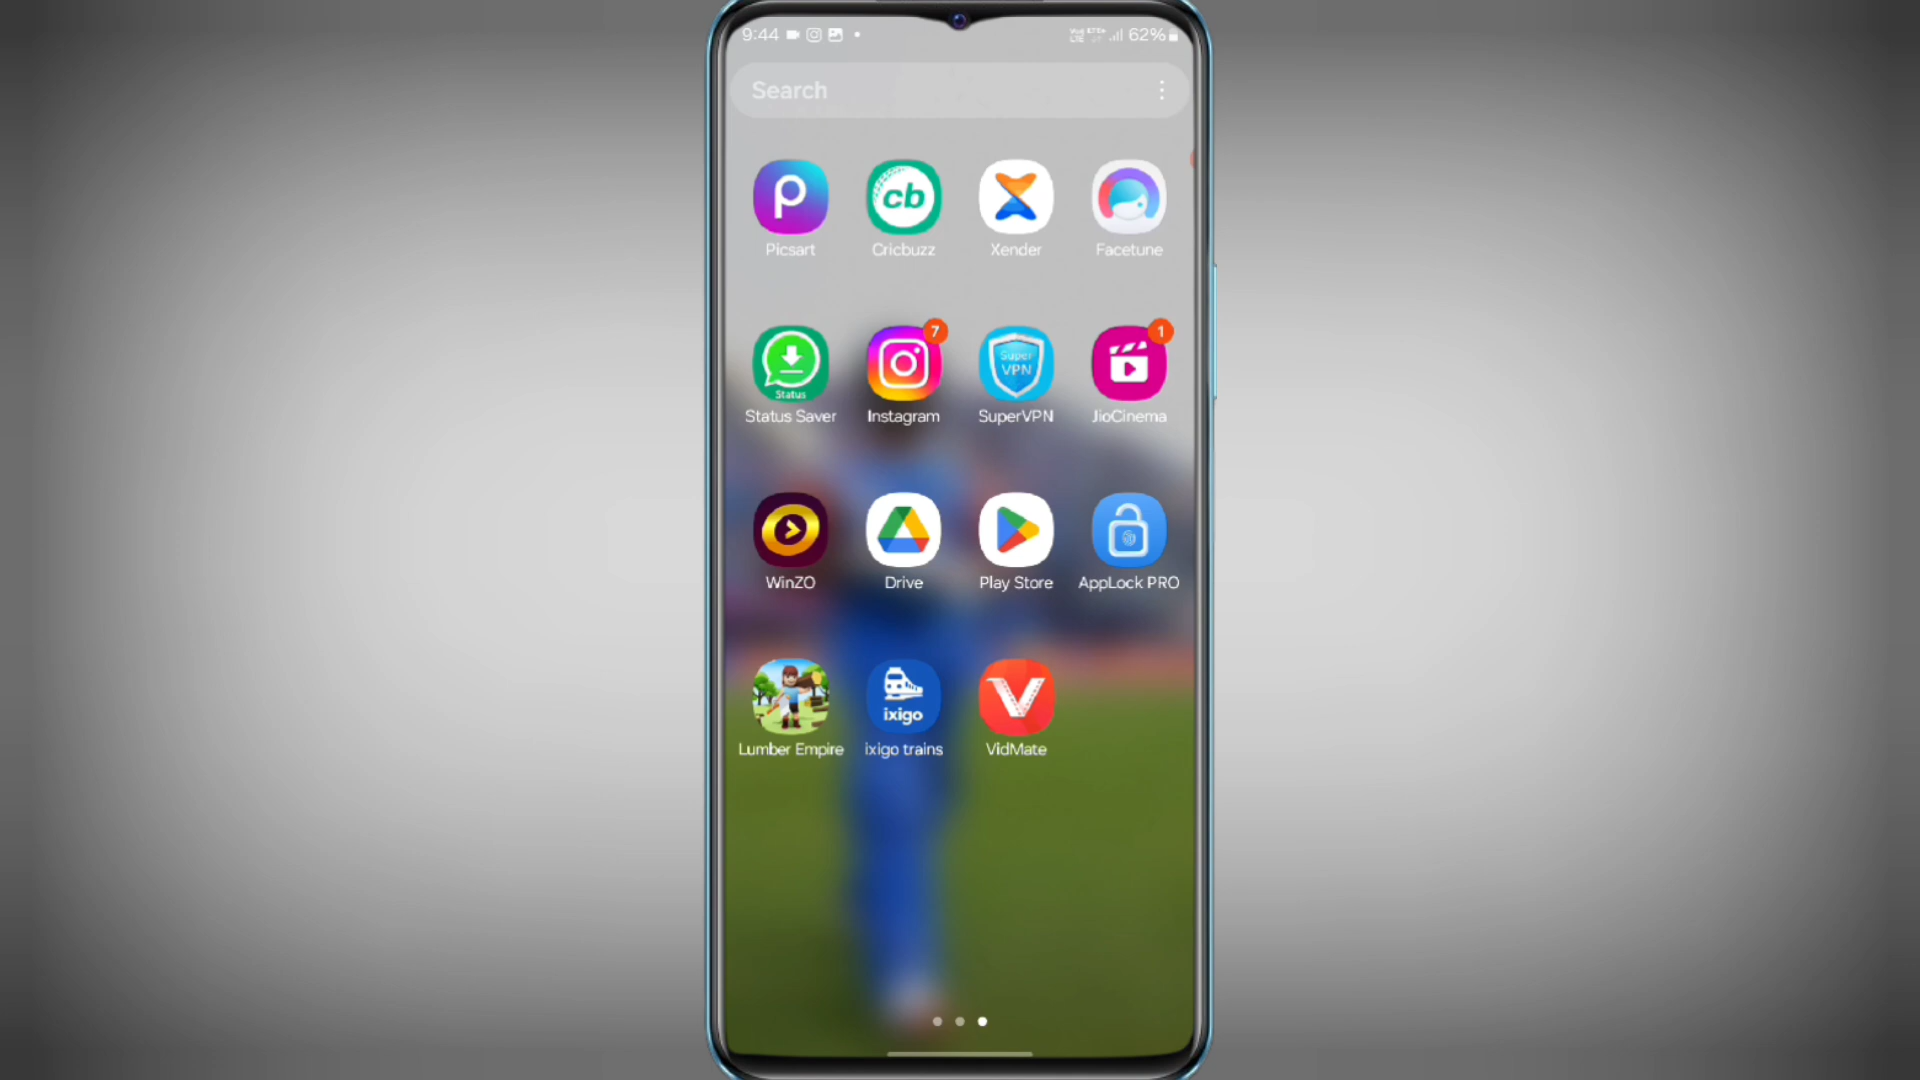 9:44
62%
Search
P
cb
Picsart
Cricbuzz
Xender
Facetune
7
1
Status
Super
VPN
Status Saver
Instagram
SuperVPN
JioCinema
WinZO
Drive
Play Store
AppLock PRO
ixigo
V
Lumber Empire
ixigo trains
VidMate